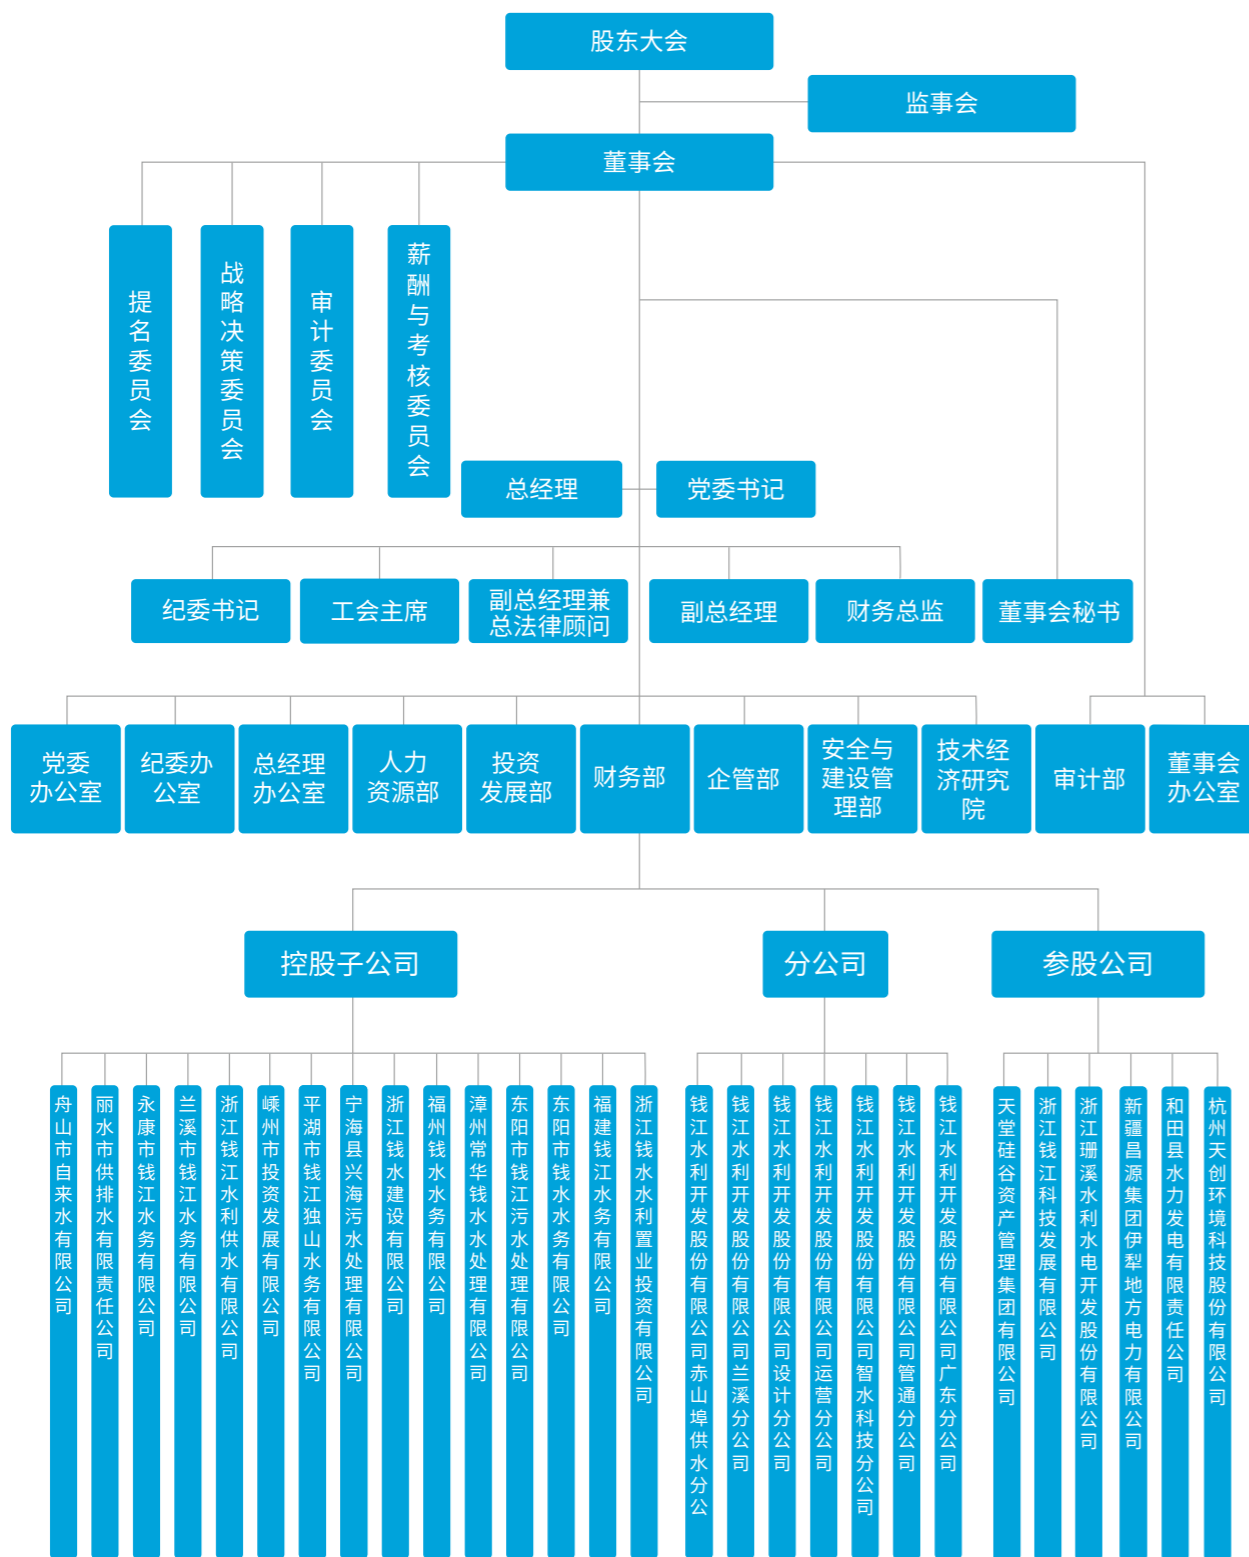 股东大会
监事会
董事会
提名委员会
战略决策委员会
审计委员会
薪酬与考核委员会
总经理
党委书记
纪委书记
工会主席
副总经理兼
总法律顾问
副总经理
财务总监
董事会秘书
党委
办公室
纪委办
公室
总经理
办公室
人力
资源部
投资
发展部
财务部
企管部
安全与
建设管
理部
技术经
济研究
院
审计部
董事会
办公室
控股子公司
分公司
参股公司
舟山市自来水有限公司
丽水市供排水有限责任公司
永康市钱江水务有限公司
兰溪市钱江水务有限公司
浙江钱江水利供水有限公司
嵊州市投资发展有限公司
平湖市钱江独山水务有限公司
宁海县兴海污水处理有限公司
浙江钱水建设有限公司
福州钱水水务有限公司
漳州常华钱水水处理有限公司
东阳市钱江污水处理有限公司
东阳市钱水水务有限公司
福建钱江水务有限公司
浙江钱水水利置业投资有限公司
钱江水利开发股份有限公司赤山埠供水分公
钱江水利开发股份有限公司兰溪分公司
钱江水利开发股份有限公司设计分公司
钱江水利开发股份有限公司运营分公司
钱江水利开发股份有限公司智水科技分公司
钱江水利开发股份有限公司管通分公司
钱江水利开发股份有限公司广东分公司
天堂硅谷资产管理集团有限公司
浙江钱江科技发展有限公司
浙江珊溪水利水电开发股份有限公司
新疆昌源集团伊犁地方电力有限公司
和田县水力发电有限责任公司
杭州天创环境科技股份有限公司